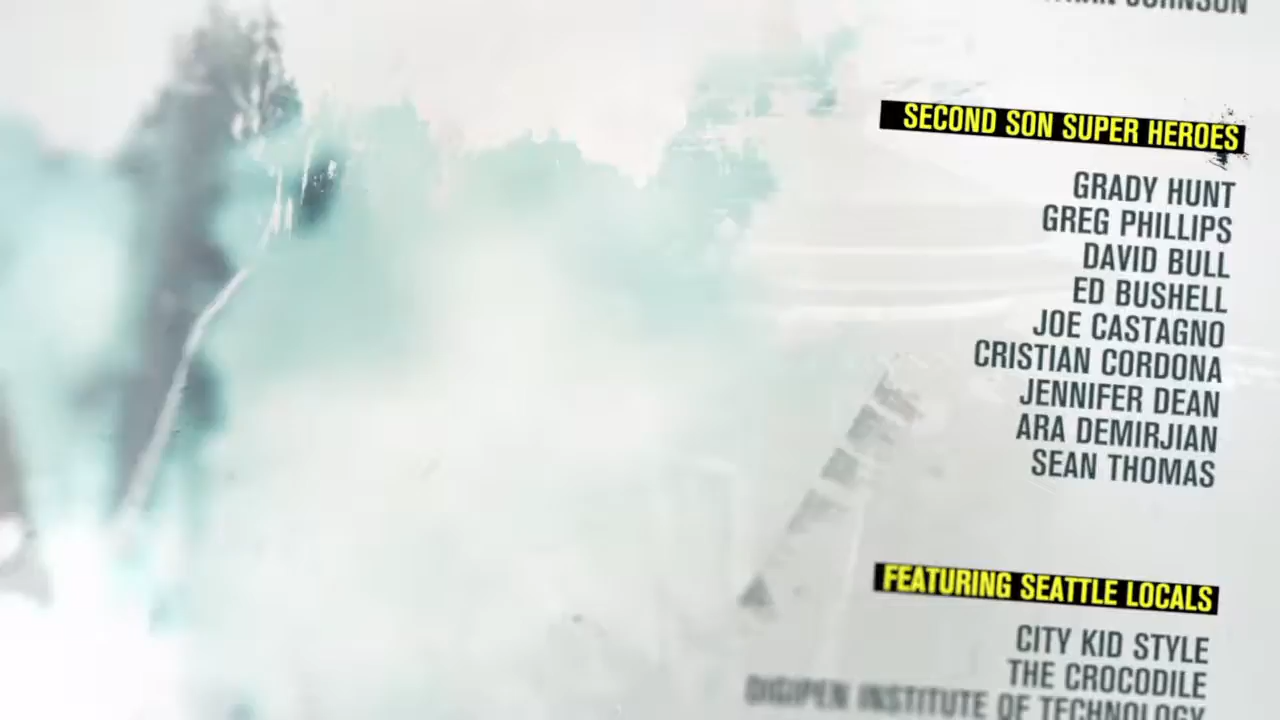 JOHNSON
SECOND SON SUPER HEROES
GRADY HUNT
GREG PHILLIPS
DAVID BULL
ED BUSHELL
JOE CASTAGNO
CRISTIAN CORDONA
JENNIFER DEAN
ARA DEMIRJIAN
SEAN THOMAS
FEATURING SEATTLE LOCALS
CITY KID STYLE
THE CROCODILE
DIGIPEN INSTITUTE OF TECHNOLOGY